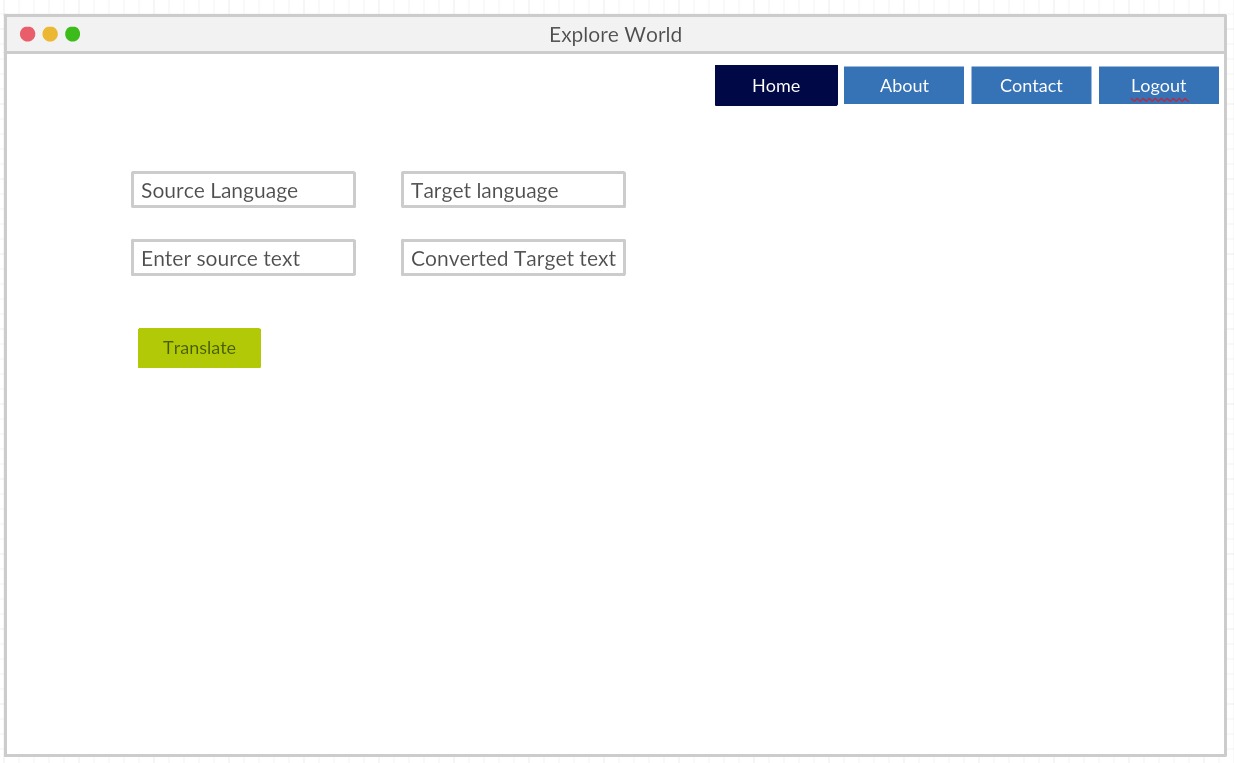 Explore World
Home About Contact Logout
Source Language Target language
Enter source text Converted Target text
Translate